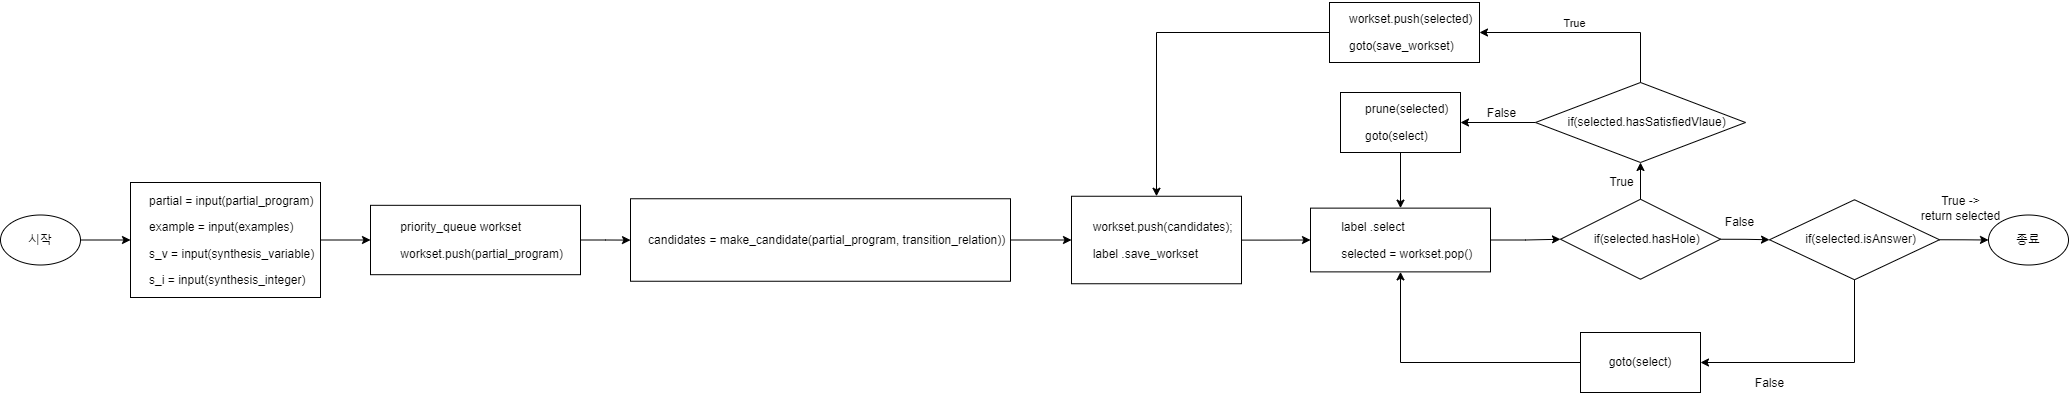 시작
partial = input(partial_program)
example = input(examples)
s_v = input(synthesis_variable)
s_i = input(synthesis_integer)
priority_queue workset
workset.push(partial_program)
candidates = make_candidate(partial_program, transition_relation))
workset.push(candidates);
label .save_workset
label .select
selected = workset.pop()
if(selected.hasHole)
True
if(selected.hasSatisfiedVlaue)
True
workset.push(selected)
goto(save_workset)
False
prune(selected)
goto(select)
False
if(selected.isAnswer)
True ->
return selected
종료
False
goto(select)